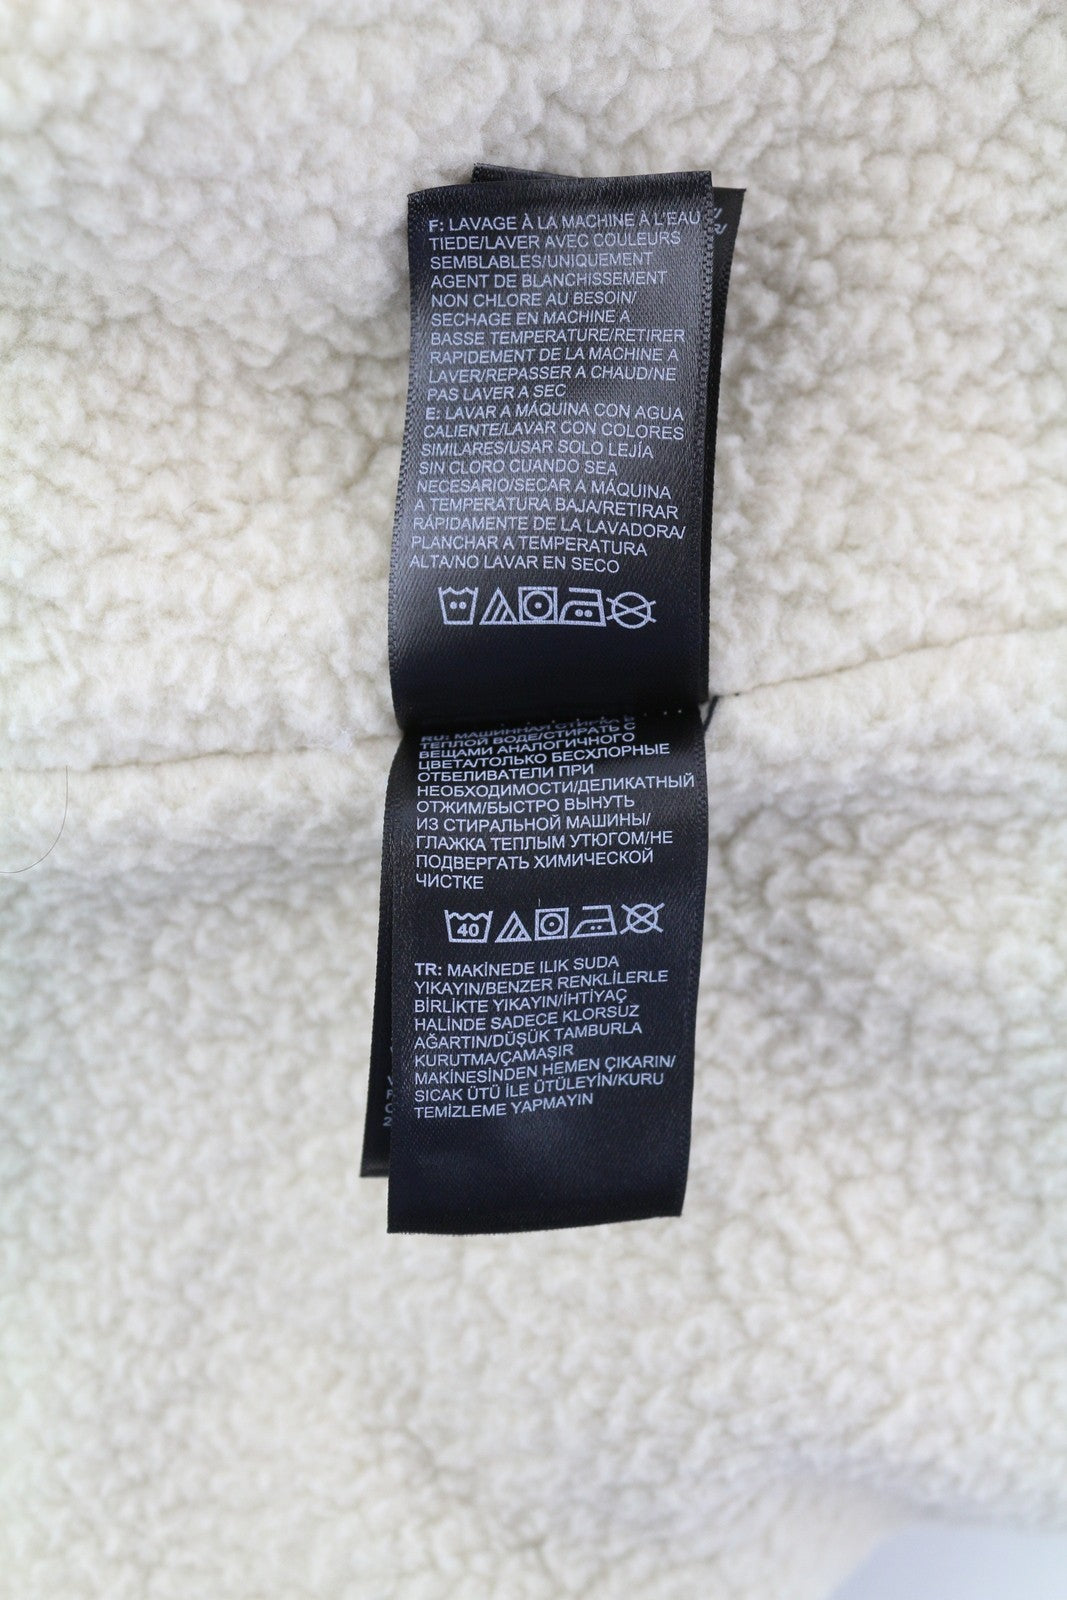 F: LAVAGE À LA MACHINE À L'EAU
TIEDE/LAVER AVEC COULEURS
SEMBLABLES/UNIQUEMENT
AGENT DE BLANCHISSEMENT
NON CHLORE AU BESOIN/
SECHAGE EN MACHINE A
BASSE TEMPERATURE/RETIRER
RAPIDEMENT DE LA MACHINE A
LAVER/REPASSER A CHAUD/NE
PAS LAVER A SEC
E: LAVAR A MÁQUINA CON AGUA
CALIENTE/LAVAR CON COLORES
SIMILARES/USAR SOLO LEJÍA
SIN CLORO CUANDO SEA
NECESARIO/SECAR A MÁQUINA
A TEMPERATURA BAJA/RETIRAR
RÁPIDAMENTE DE LA LAVADORA/
PLANCHAR A TEMPERATURA
ALTA/NO LAVAR EN SECO
RU: МАШИННАЯ СТИРКА В
ТЕПЛОЙ ВОДЕ/СТИРАТЬ С
ВЕЩАМИ АНАЛОГИЧНОГО
ЦВЕТА/ТОЛЬКО БЕСХЛОРНЫЕ
ОТБЕЛИВАТЕЛИ ПРИ
НЕОБХОДИМОСТИ/ДЕЛИКАТНЫЙ
ОТЖИМ/БЫСТРО ВЫНУТЬ
ИЗ СТИРАЛЬНОЙ МАШИНЫ/
ГЛАЖКА ТЕПЛЫМ УТЮГОМ/НЕ
ПОДВЕРГАТЬ ХИМИЧЕСКОЙ
ЧИСТКЕ
40
TR: MAKİNEDE ILIK SUDA
YIKAYIN/BENZER RENKLİLERLE
BİRLİKTE YIKAYIN/İHTİYAÇ
HALİNDE SADECE KLORSUZ
AĞARTIN/DÜŞÜK TAMBURLA
KURUTMA/ÇAMAŞIR
MAKİNESİNDEN HEMEN ÇIKARIN/
SICAK ÜTÜ İLE ÜTÜLEYİN/KURU
TEMİZLEME YAPMAYIN